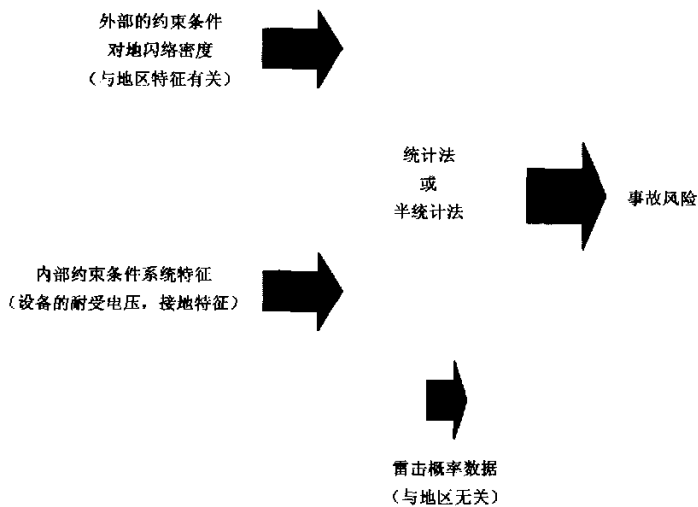 外部的约束条件
对地闪络密度
（与地区特征有关）
统计法
或
半统计法
事故风险
内部约束条件系统特征
（设备的耐受电压，接地特征）
雷击概率数据
（与地区无关）